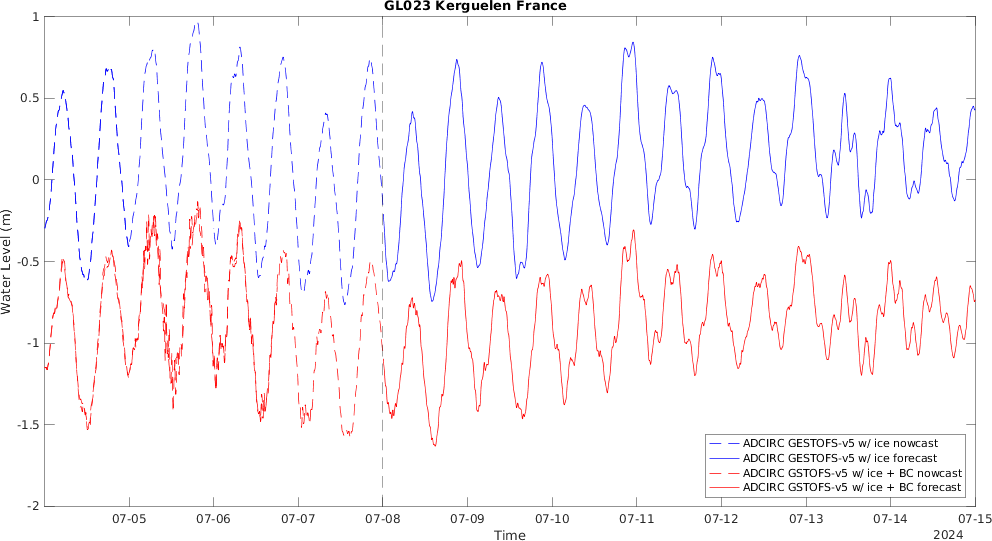 GL023 Kerguelen France
1
0.5
0
-0.5
-1
-1.5
-2
Water Level (m)
ADCIRC GESTOFS-v5 w/ ice nowcast
ADCIRC GESTOFS-v5 w/ ice forecast
ADCIRC GSTOFS-v5 w/ ice + BC nowcast
ADCIRC GSTOFS-v5 w/ ice + BC forecast
07-05 07-06 07-07 07-08 07-09 07-10 07-11 07-12 07-13 07-14 07-15
Time
2024